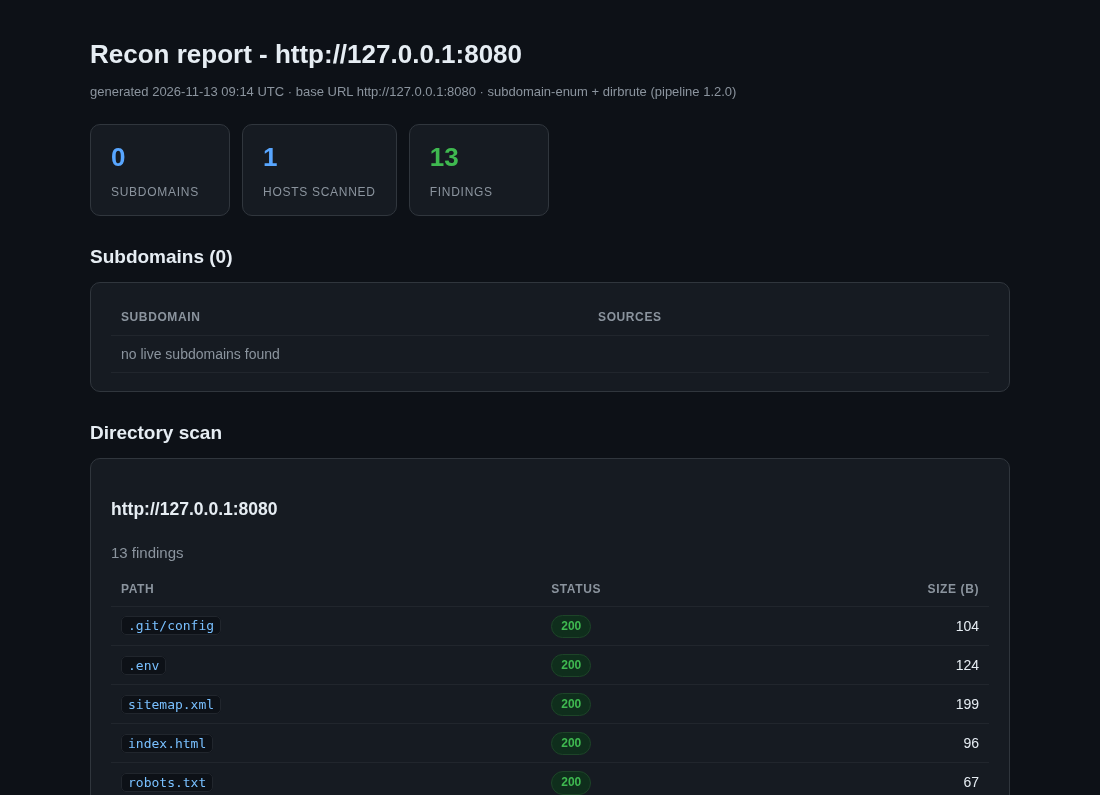 Recon report - http://127.0.0.1:8080
generated 2026-11-13 09:14 UTC · base URL http://127.0.0.1:8080 · subdomain-enum + dirbrute (pipeline 1.2.0)
0 1 13
SUBDOMAINS HOSTS SCANNED FINDINGS
Subdomains (0)
SUBDOMAIN SOURCES
no live subdomains found
Directory scan
http://127.0.0.1:8080
13 findings
PATH STATUS SIZE (B)
.git/config 200 104
.env 200 124
sitemap.xml 200 199
index.html 200 96
robots.txt 200 67